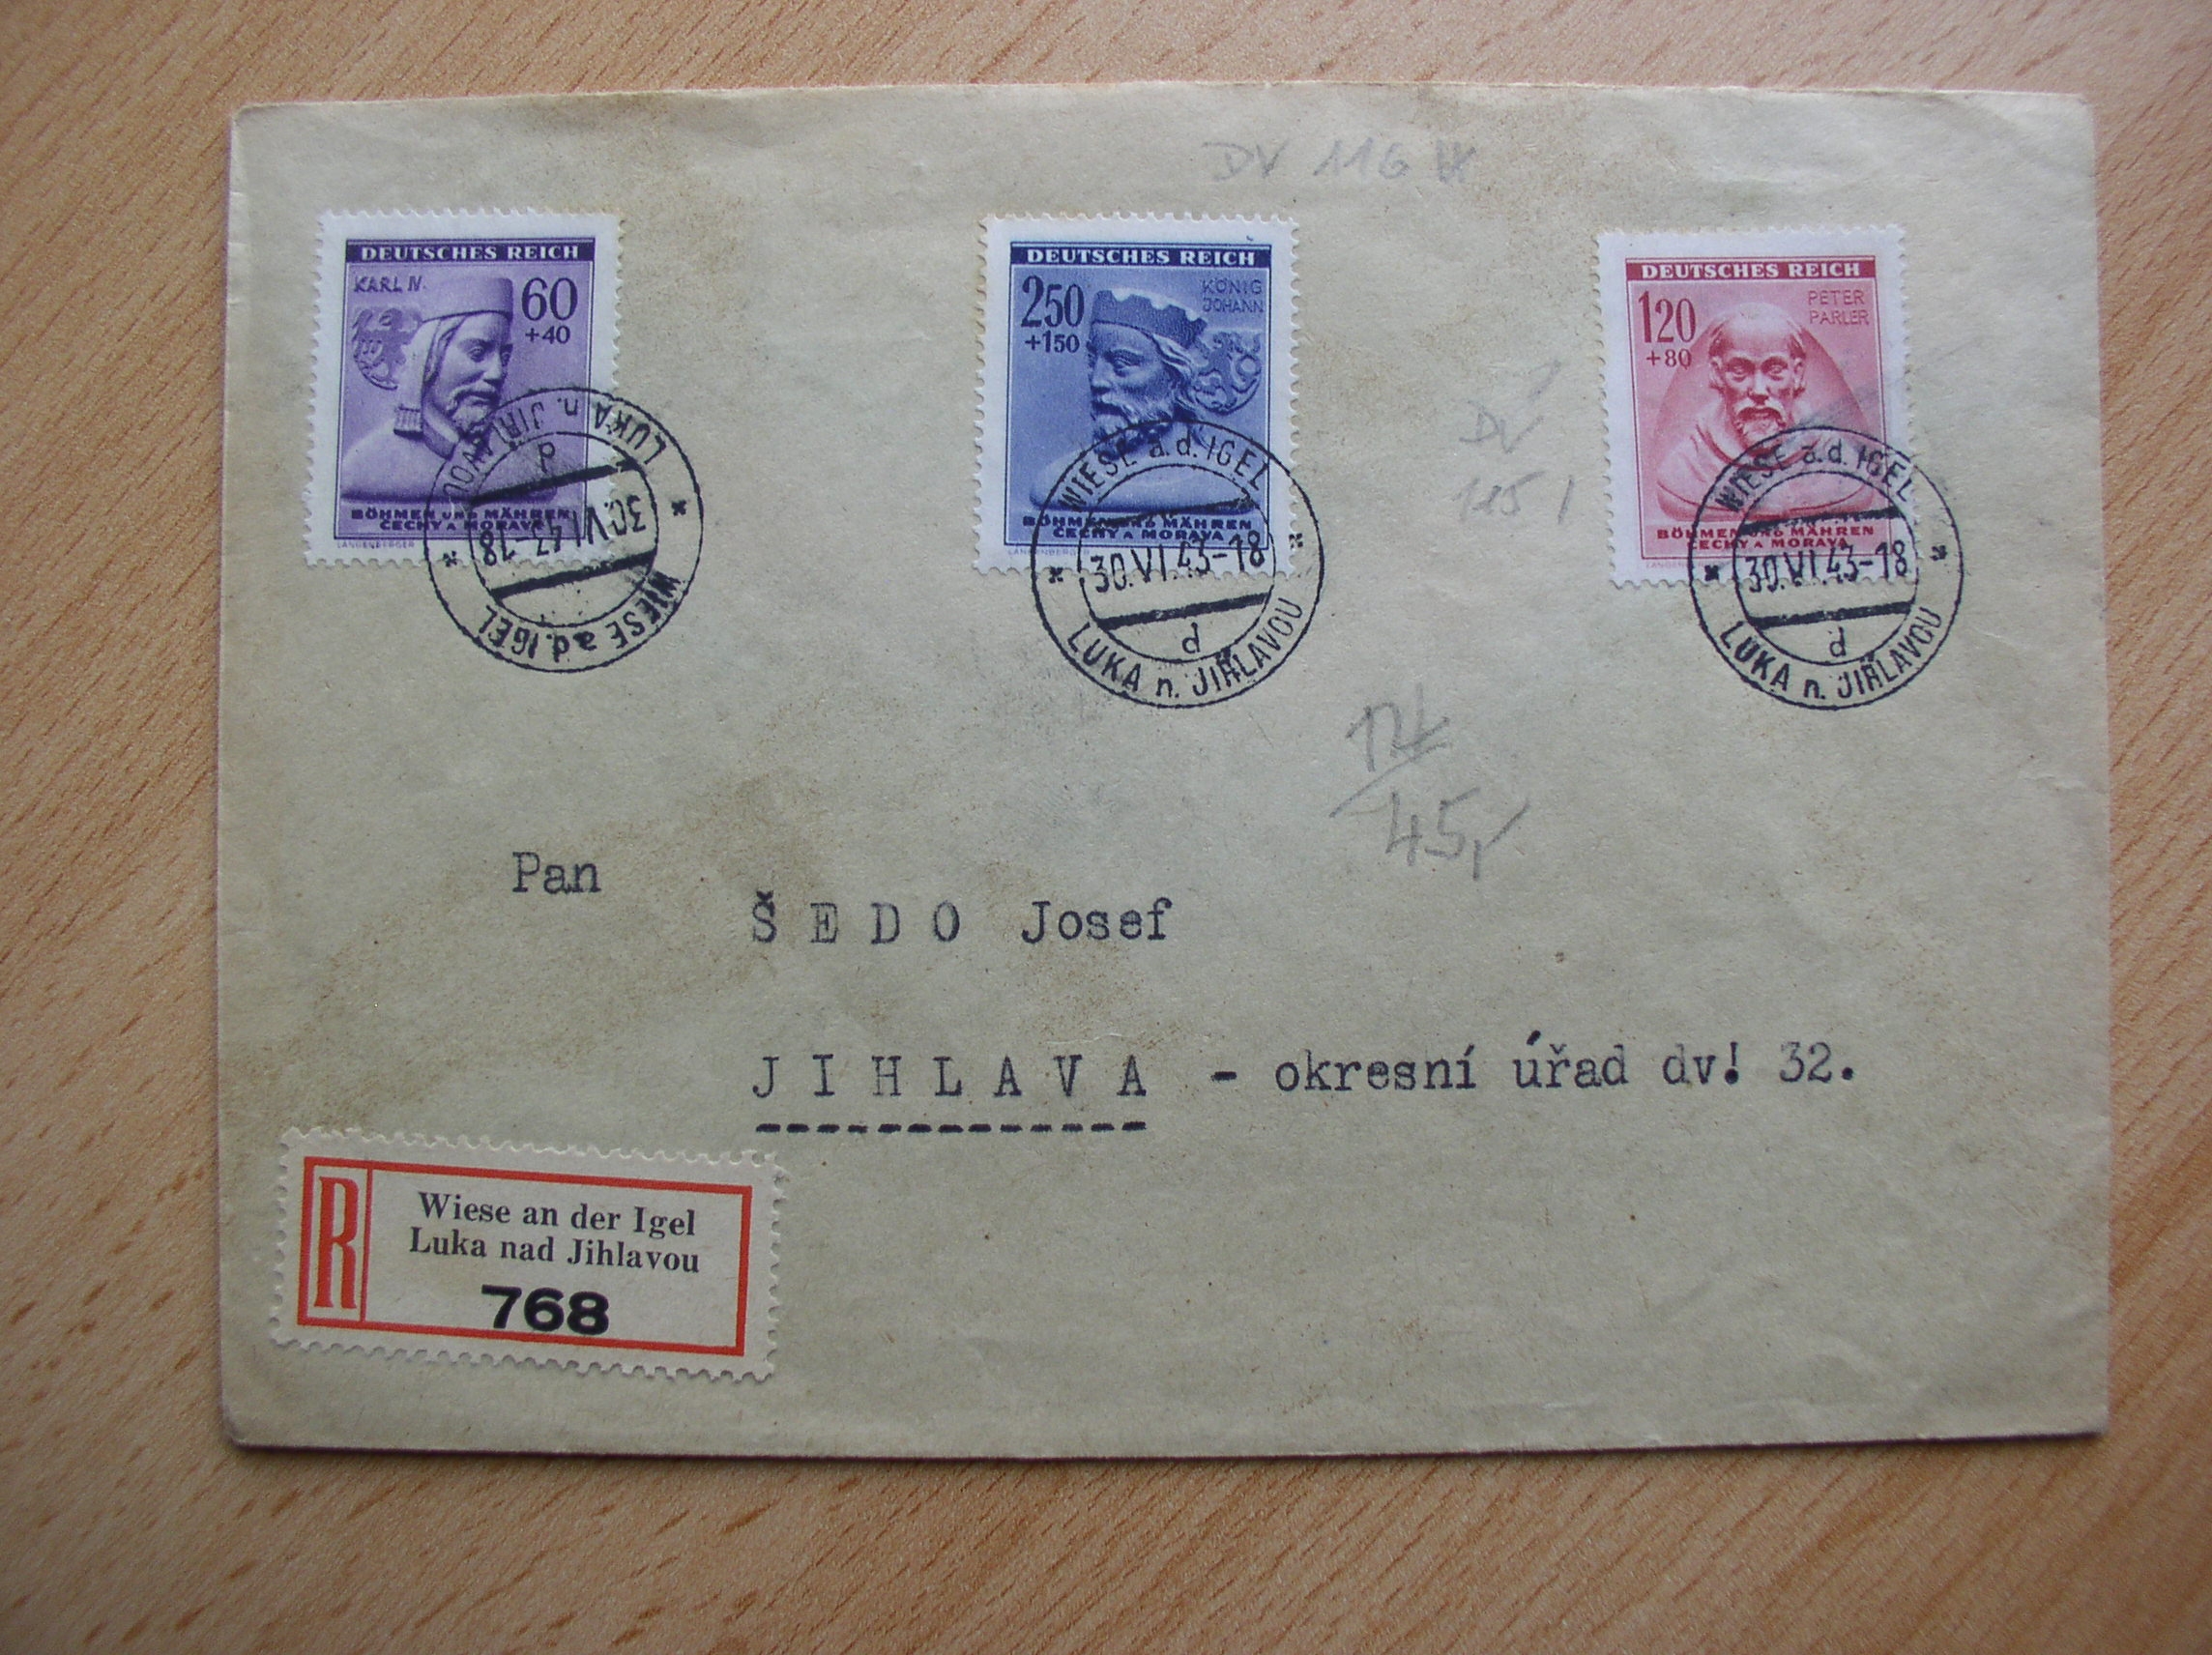 DV 116 II
DEUTSCHES REICH
KARL IV.
60
+40
BÖHMEN UND MÄHREN
ČECHY A MORAVA
LANGENBERGER
LUKA n. JIHLAVOU
d
30.VI.43-18
WIESE a.d. IGEL
DEUTSCHES REICH
250
+150
KÖNIG
JOHANN
BÖHMEN UND MÄHREN
ČECHY A MORAVA
WIESE a.d. IGEL
30.VI.43-18
d
LUKA n. JIHLAVOU
DV
115 I
DEUTSCHES REICH
120
+80
PETER
PARLER
BÖHMEN UND MÄHREN
ČECHY A MORAVA
WIESE a.d. IGEL
30.VI.43-18
d
LUKA n. JIHLAVOU
45,-
Pan
ŠEDO Josef
JIHLAVA - okresní úřad dv! 32.
R
Wiese an der Igel
Luka nad Jihlavou
768